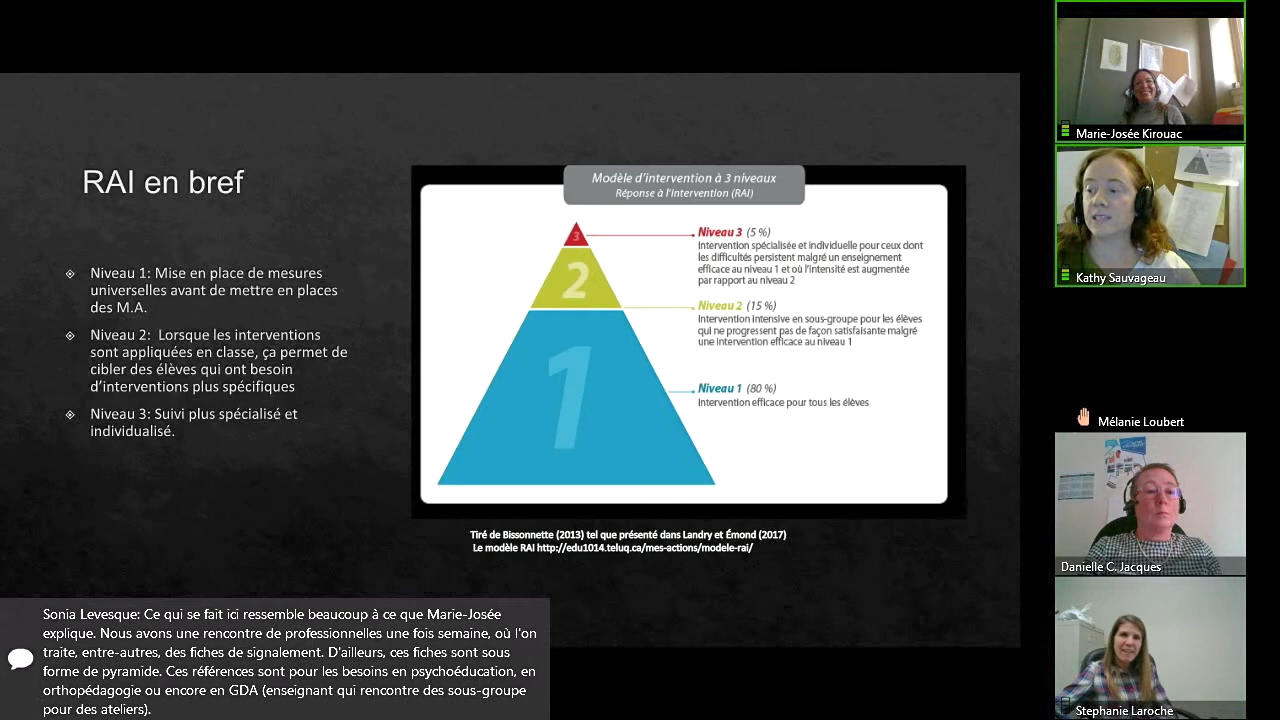 RAI en bref
Niveau 1: Mise en place de mesures
universelles avant de mettre en places
des M.A.
Niveau 2: Lorsque les interventions
sont appliquées en classe, ça permet de
cibler des élèves qui ont besoin
d'interventions plus spécifiques
Niveau 3: Suivi plus spécialisé et
individualisé.
Modèle d'intervention à 3 niveaux
Réponse à l'Intervention (RAI)
3
2
1
Niveau 3 (5 %)
Intervention spécialisée et individuelle pour ceux dont
les difficultés persistent malgré un enseignement
efficace au niveau 1 et où l'intensité est augmentée
par rapport au niveau 2
Niveau 2 (15 %)
Intervention intensive en sous-groupe pour les élèves
qui ne progressent pas de façon satisfaisante malgré
une intervention efficace au niveau 1
Niveau 1 (80 %)
Intervention efficace pour tous les élèves
Tiré de Bissonnette (2013) tel que présenté dans Landry et Émond (2017)
Le modèle RAI http://edu1014.teluq.ca/mes-actions/modele-rai/
Sonia Levesque: Ce qui se fait ici ressemble beaucoup à ce que Marie-Josée
explique. Nous avons une rencontre de professionnelles une fois semaine, où l'on
traite, entre-autres, des fiches de signalement. D'ailleurs, ces fiches sont sous
forme de pyramide. Ces références sont pour les besoins en psychoéducation, en
orthopédagogie ou encore en GDA (enseignant qui rencontre des sous-groupe
pour des ateliers).
Marie-Josée Kirouac
Kathy Sauvageau
Mélanie Loubert
Danielle C. Jacques
Stephanie Laroche